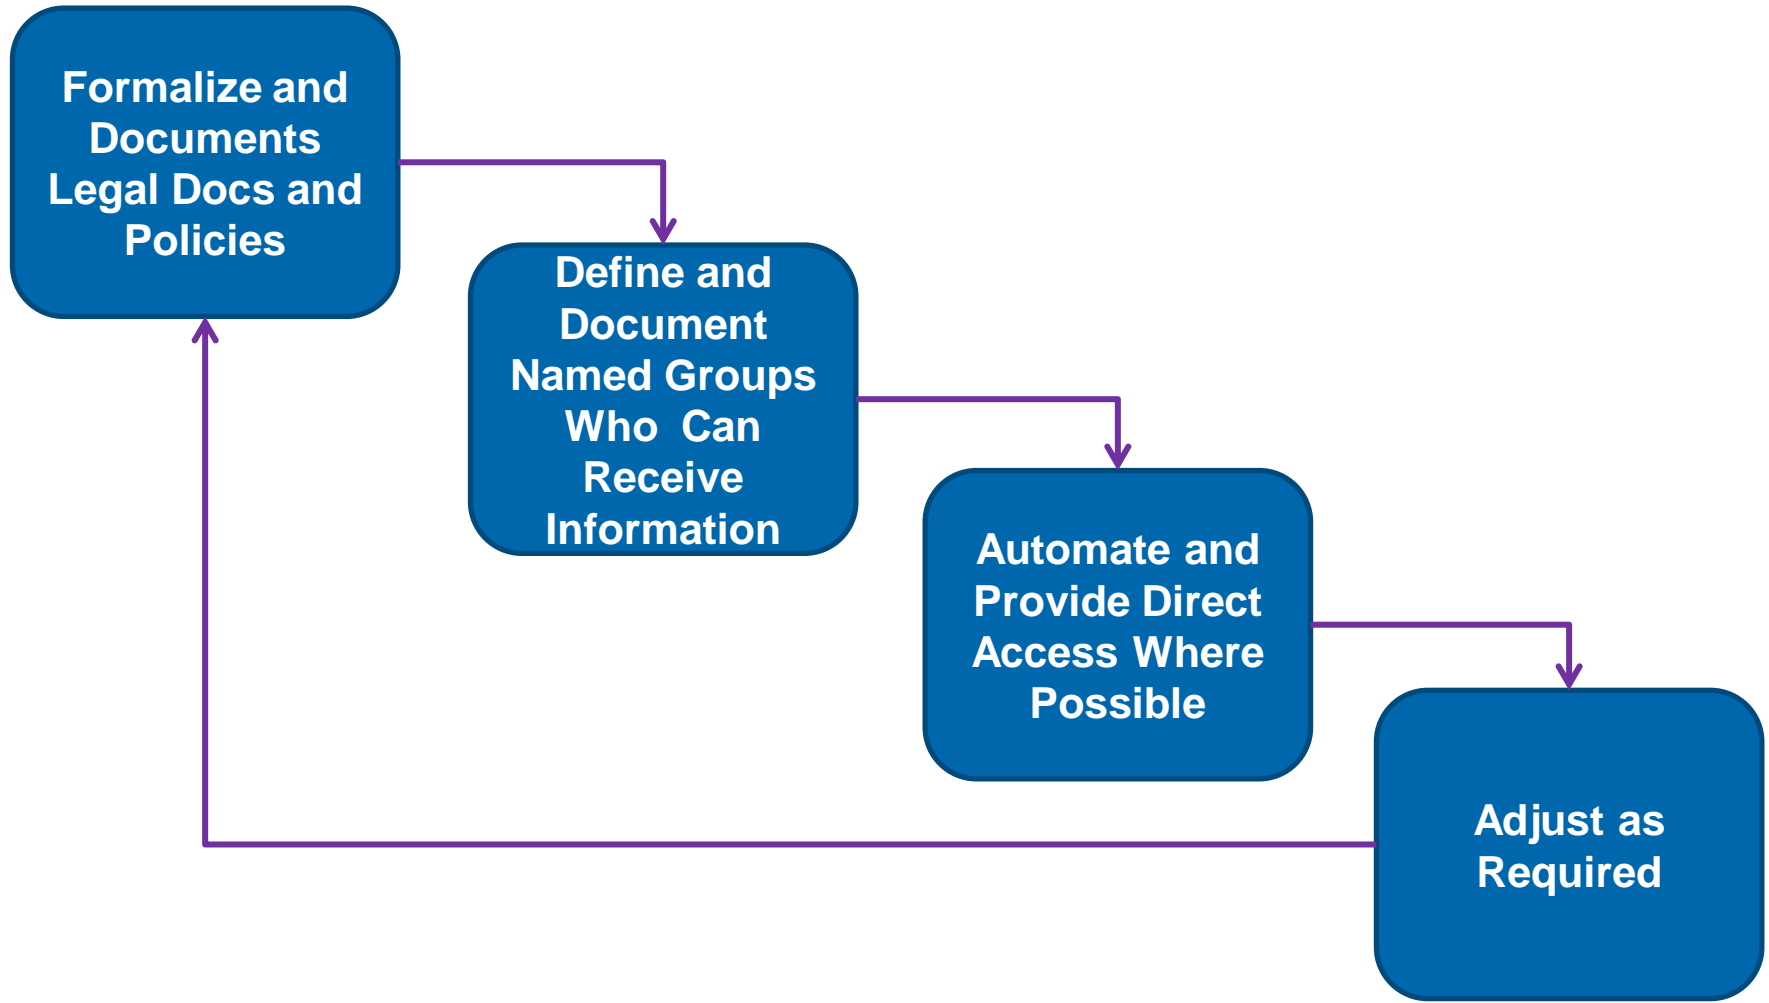 Formalize and
Documents
Legal Docs and
Policies
Define and
Document
Named Groups
Who  Can
Receive
Information
Automate and
Provide Direct
Access Where
Possible
Adjust as
Required